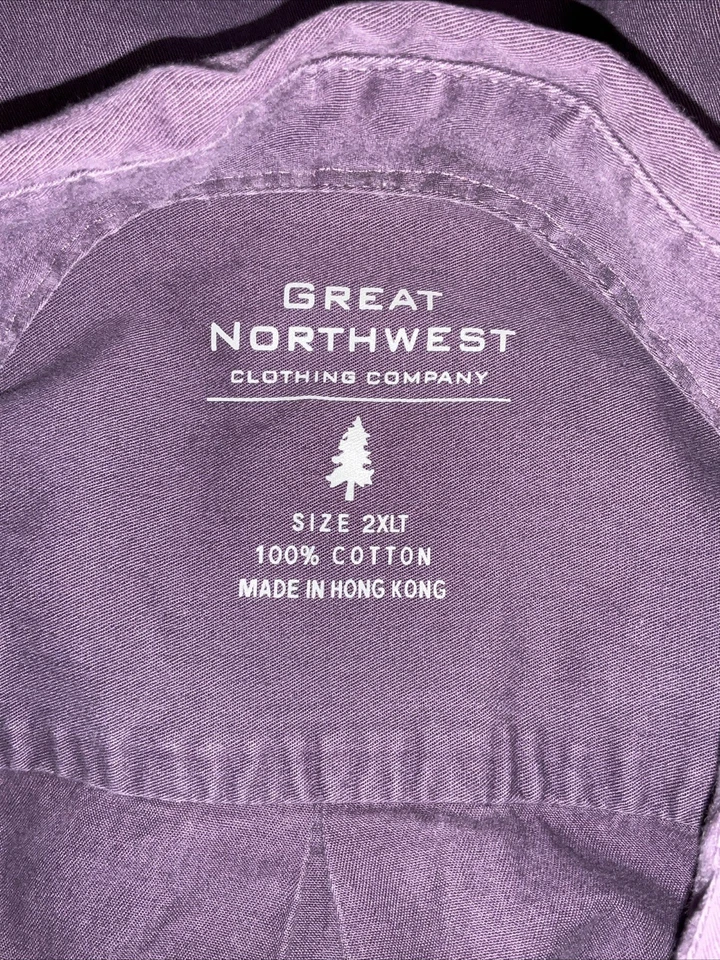 GREAT
NORTHWEST
CLOTHING COMPANY
SIZE 2XLT
100% COTTON
MADE IN HONG KONG